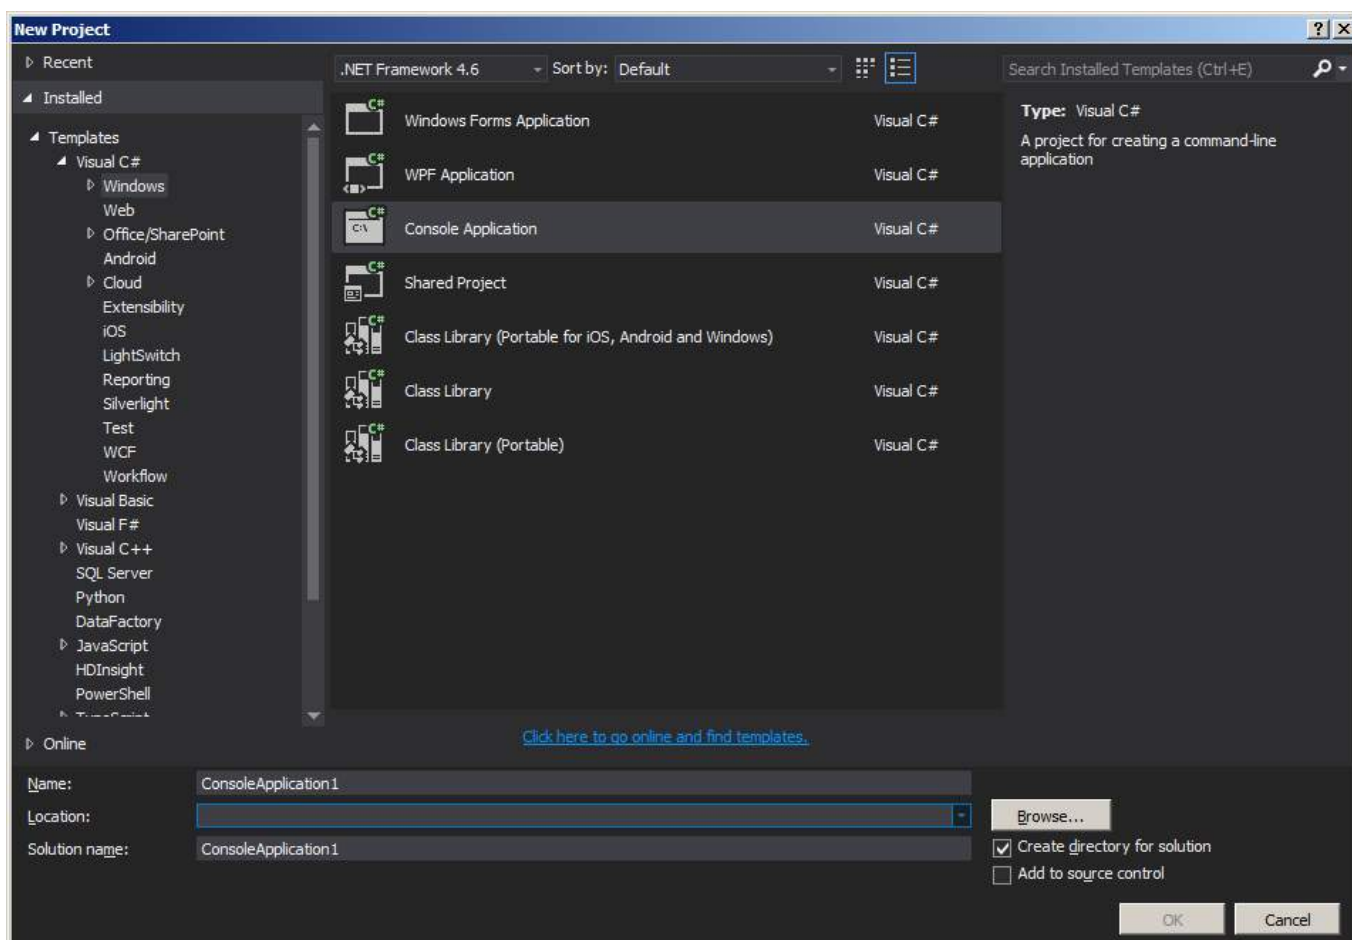 New Project
Recent
.NET Framework 4.6
Sort by: Default
Search Installed Templates (Ctrl+E)
Installed
Templates
Visual C#
Windows
Web
Office/SharePoint
Android
Cloud
Extensibility
iOS
LightSwitch
Reporting
Silverlight
Test
WCF
Workflow
Visual Basic
Visual F#
Visual C++
SQL Server
Python
DataFactory
JavaScript
HDInsight
PowerShell
TypeScript
Online
C# Windows Forms Application Visual C#
C# WPF Application Visual C#
C# C:\ Console Application Visual C#
C# Shared Project Visual C#
C# Class Library (Portable for iOS, Android and Windows) Visual C#
C# Class Library Visual C#
C# Class Library (Portable) Visual C#
Click here to go online and find templates.
Type: Visual C#
A project for creating a command-line
application
Name: ConsoleApplication1
Location:
Browse...
Solution name: ConsoleApplication1
Create directory for solution
Add to source control
OK
Cancel